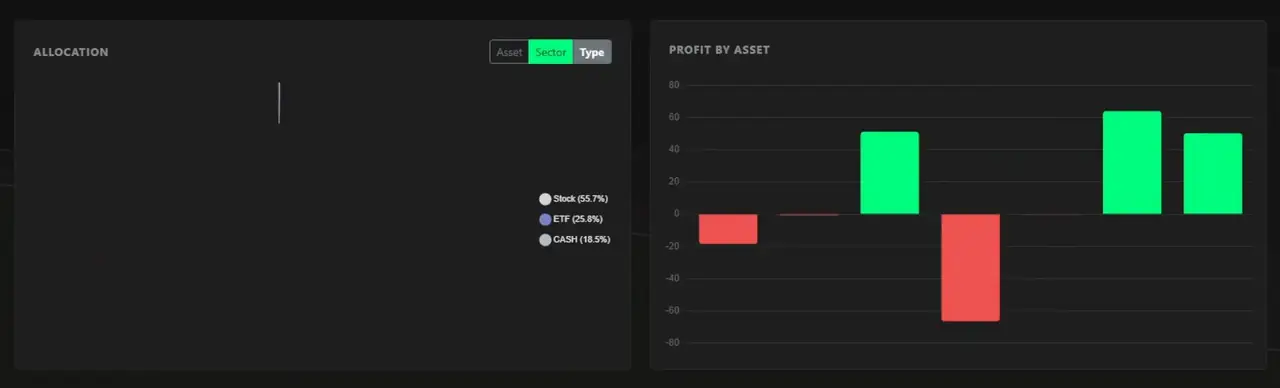 ALLOCATION
Asset Sector Type
Stock (55.7%)
ETF (25.8%)
CASH (18.5%)
PROFIT BY ASSET
80
60
40
20
0
-20
-40
-60
-80